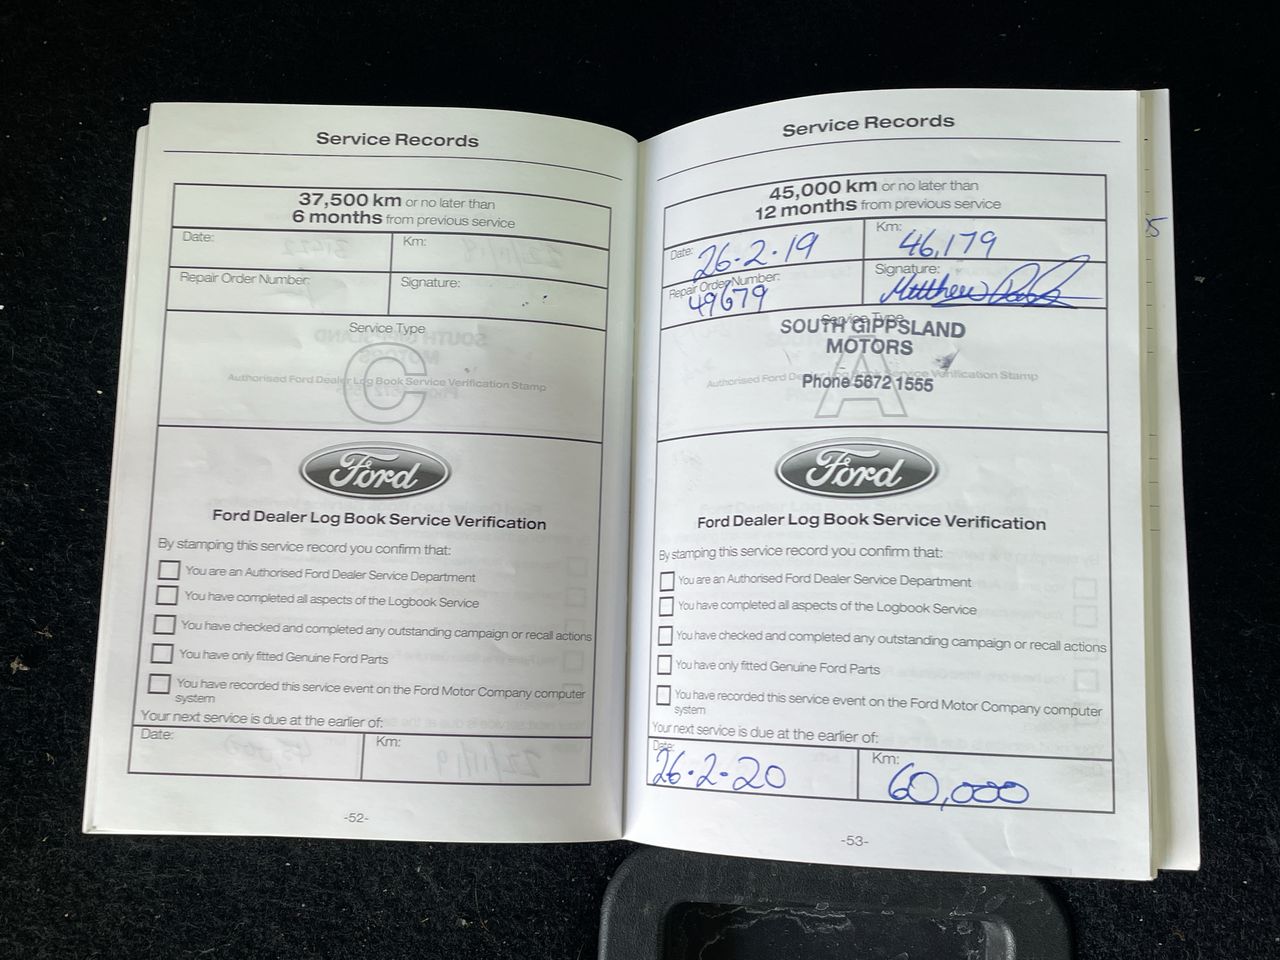 Service Records
37,500 km or no later than
6 months from previous service
Date:
Km:
Repair Order Number:
Signature:
Service Type
C
Authorised Ford Dealer Log Book Service Verification Stamp
Ford
Ford Dealer Log Book Service Verification
By stamping this service record you confirm that:
You are an Authorised Ford Dealer Service Department
You have completed all aspects of the Logbook Service
You have checked and completed any outstanding campaign or recall actions
You have only fitted Genuine Ford Parts
You have recorded this service event on the Ford Motor Company computer
system
Your next service is due at the earlier of:
Date:
Km:
-52-
Service Records
45,000 km or no later than
12 months from previous service
Date: 26-2-19
Km: 46,179
Repair Order Number: 49679
Signature: Matthew
Service Type
SOUTH GIPPSLAND
MOTORS
A
Authorised Ford Dealer Log Book Service Verification Stamp
Phone 5672 1555
Ford
Ford Dealer Log Book Service Verification
By stamping this service record you confirm that:
You are an Authorised Ford Dealer Service Department
You have completed all aspects of the Logbook Service
You have checked and completed any outstanding campaign or recall actions
You have only fitted Genuine Ford Parts
You have recorded this service event on the Ford Motor Company computer
system
Your next service is due at the earlier of:
Date: 26-2-20
Km: 60,000
-53-